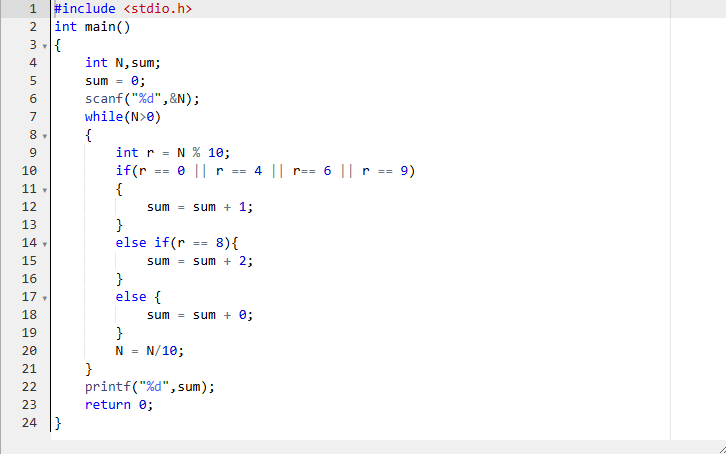 1 #include <stdio.h>
2 int main()
3 {
4     int N,sum;
5     sum = 0;
6     scanf("%d",&N);
7     while(N>0)
8     {
9         int r = N % 10;
10         if(r == 0 || r == 4 || r== 6 || r == 9)
11         {
12             sum = sum + 1;
13         }
14         else if(r == 8){
15             sum = sum + 2;
16         }
17         else {
18             sum = sum + 0;
19         }
20         N = N/10;
21     }
22     printf("%d",sum);
23     return 0;
24 }